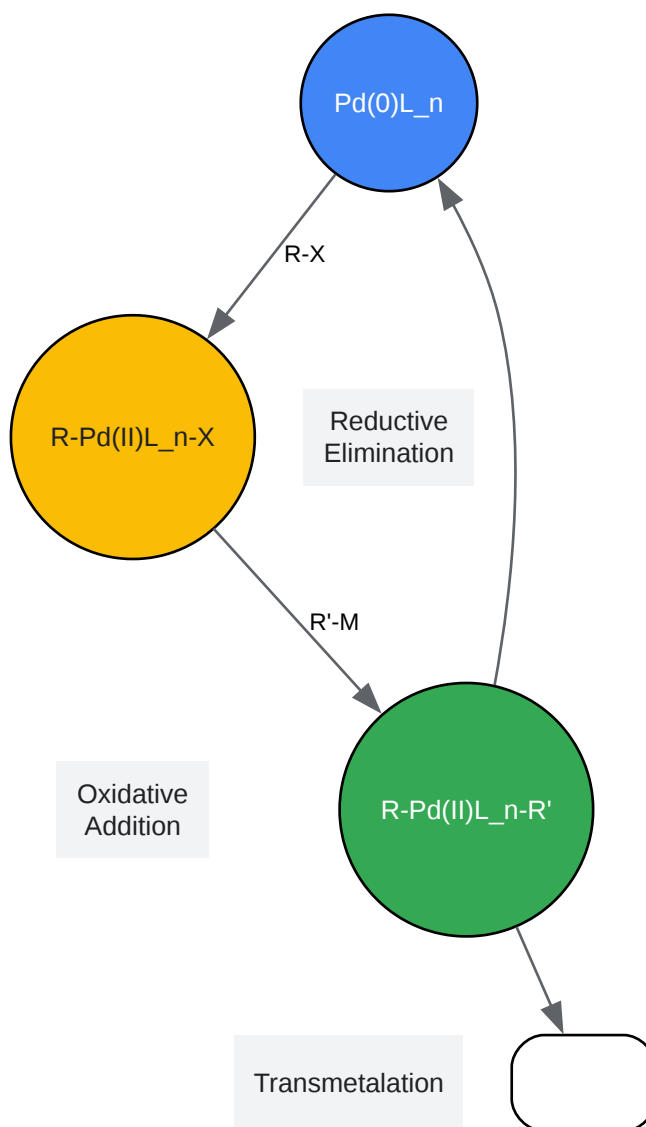 Pd(0)L_n
R-X
Reductive
Elimination
R-Pd(II)L_n-X
R'-M
Oxidative
Addition
R-Pd(II)L_n-R'
Transmetalation